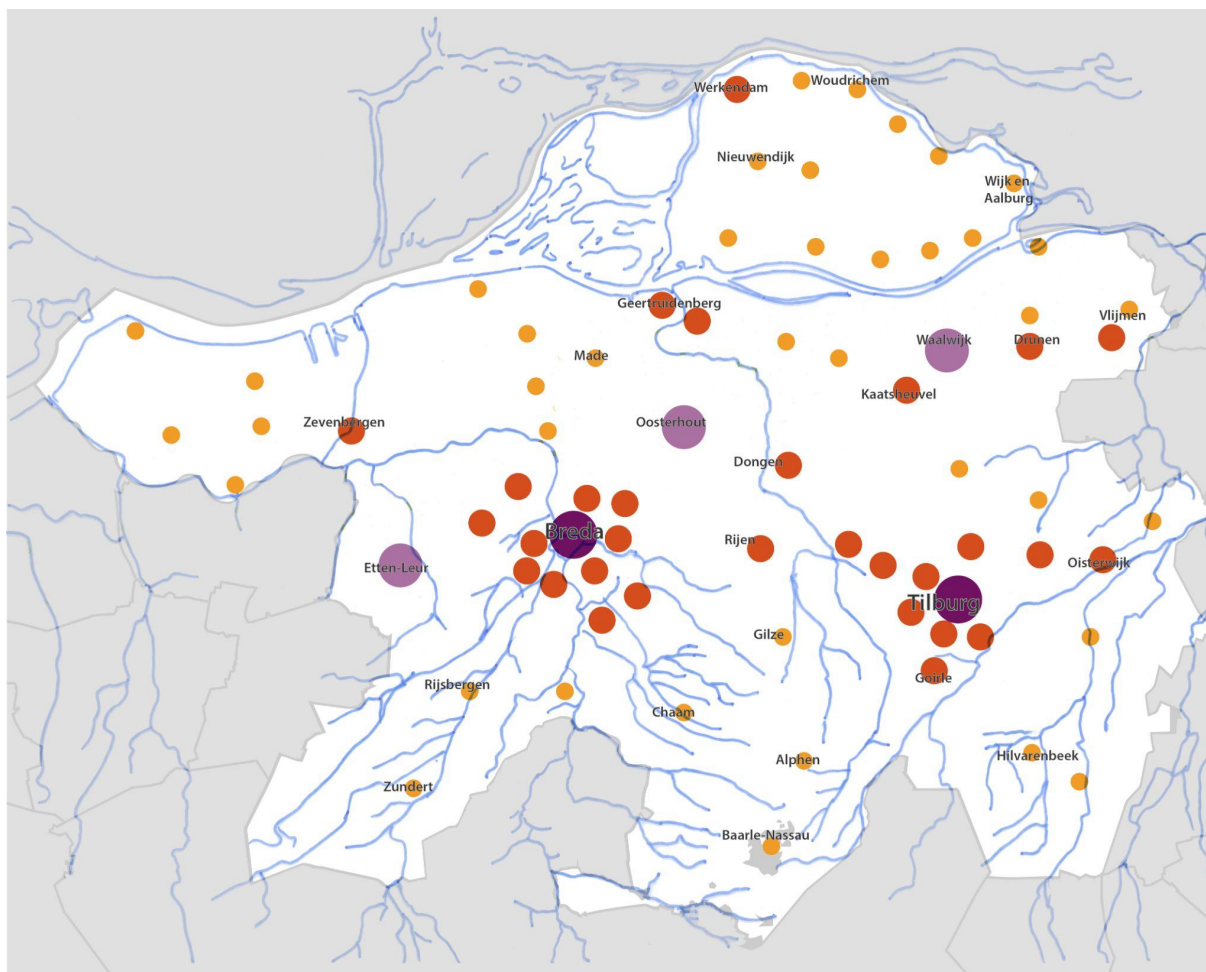 Werkendam
Woudrichem
Nieuwendijk
Wijk en
Aalburg
Geertruidenberg
Vlijmen
Waalwijk
Drunen
Made
Kaatsheuvel
Zevenbergen
Oosterhout
Dongen
Breda
Rijen
Oisterwijk
Etten-Leur
Tilburg
Gilze
Goirle
Rijsbergen
Chaam
Hilvarenbeek
Alphen
Zundert
Baarle-Nassau